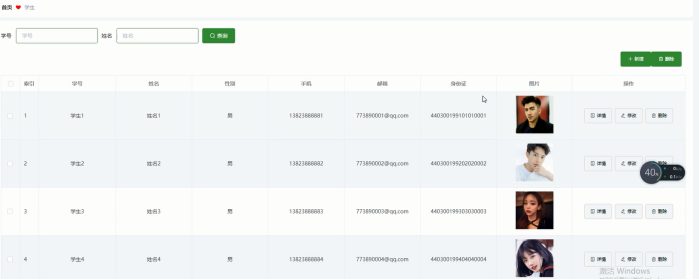 首页 学生
学号 学号 姓名 姓名 查询
新增 删除
索引 学号 姓名 性别 手机 邮箱 身份证 照片 操作
1 学生1 姓名1 男 13823888881 773890001@qq.com 440300199101010001 详情 修改 删除
2 学生2 姓名2 男 13823888882 773890002@qq.com 440300199202020002 详情 修改 删除
40%
3 学生3 姓名3 男 13823888883 773890003@qq.com 440300199303030003 详情 修改 删除
4 学生4 姓名4 男 13823888884 773890004@qq.com 440300199404040004 详情 修改 删除
激活 Windows